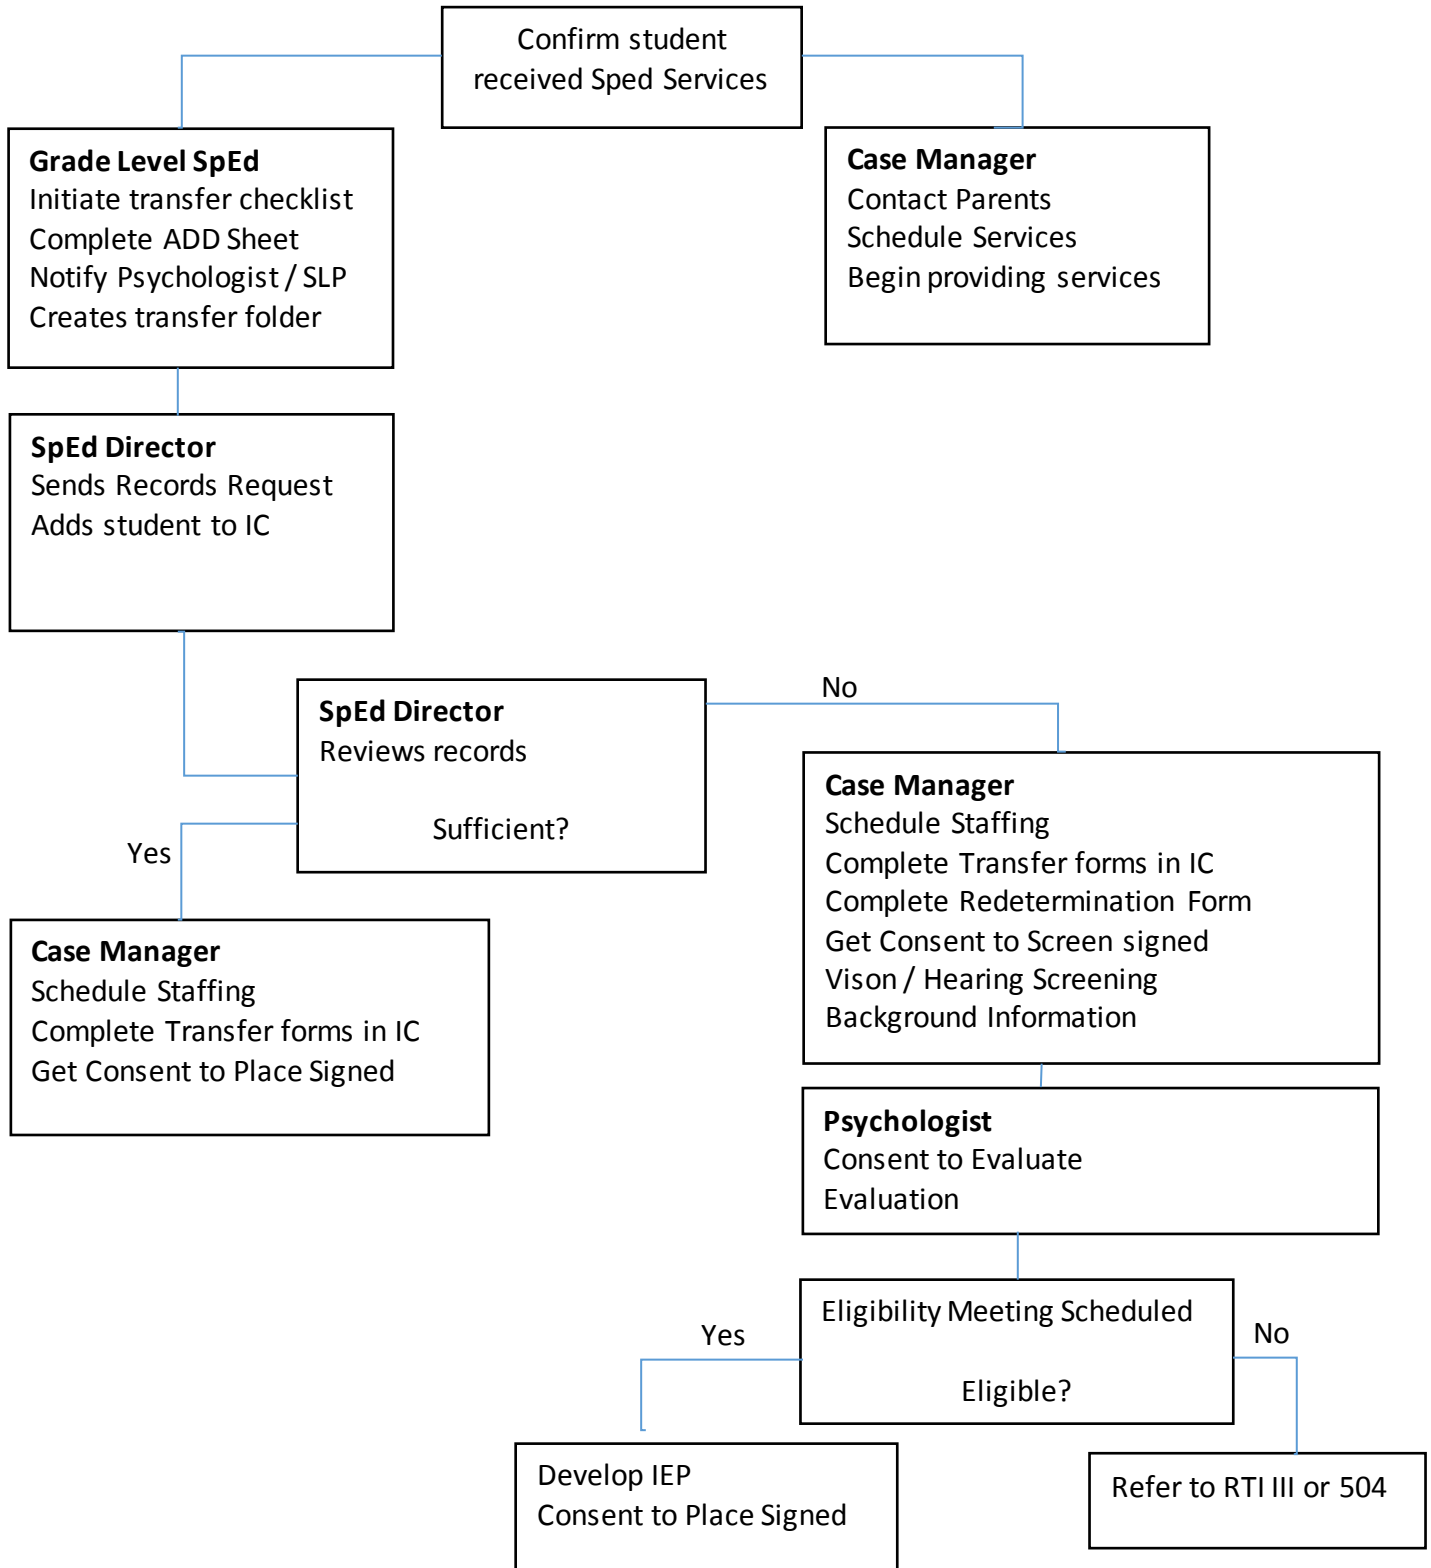 Confirm student
received Sped Services
Grade Level SpEd
Initiate transfer checklist
Complete ADD Sheet
Notify Psychologist / SLP
Creates transfer folder
Case Manager
Contact Parents
Schedule Services
Begin providing services
SpEd Director
Sends Records Request
Adds student to IC
SpEd Director
Reviews records
Sufficient?
No
Yes
Case Manager
Schedule Staffing
Complete Transfer forms in IC
Complete Redetermination Form
Get Consent to Screen signed
Vison / Hearing Screening
Background Information
Case Manager
Schedule Staffing
Complete Transfer forms in IC
Get Consent to Place Signed
Psychologist
Consent to Evaluate
Evaluation
Eligibility Meeting Scheduled
Eligible?
Yes
No
Develop IEP
Consent to Place Signed
Refer to RTI III or 504